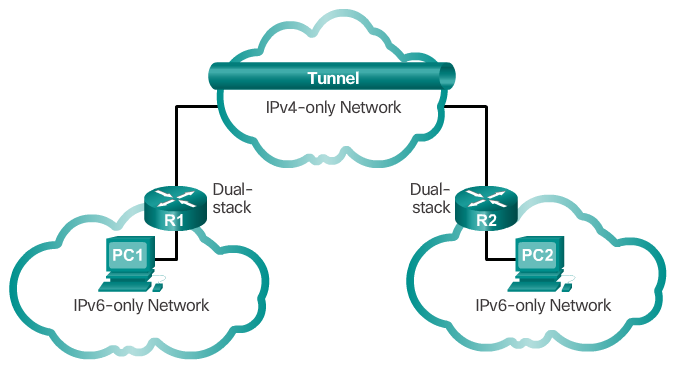 Tunnel
IPv4-only Network
Dual-
stack
R1
Dual-
stack
R2
PC1
IPv6-only Network
PC2
IPv6-only Network